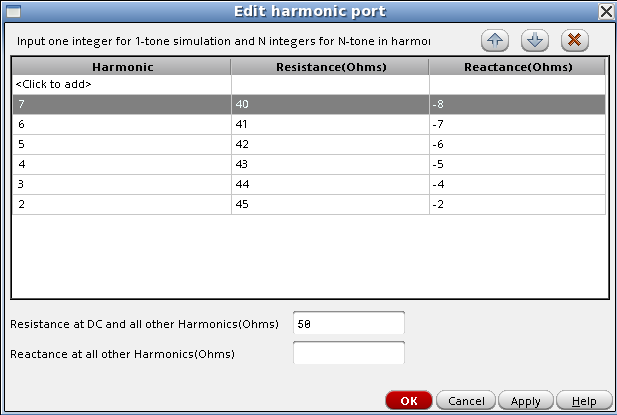 Edit harmonic port
Input one integer for 1-tone simulation and N integers for N-tone in harmo
Harmonic Resistance(Ohms) Reactance(Ohms)
<Click to add>
7 40 -8
6 41 -7
5 42 -6
4 43 -5
3 44 -4
2 45 -2
Resistance at DC and all other Harmonics(Ohms) 50
Reactance at all other Harmonics(Ohms)
OK Cancel Apply Help